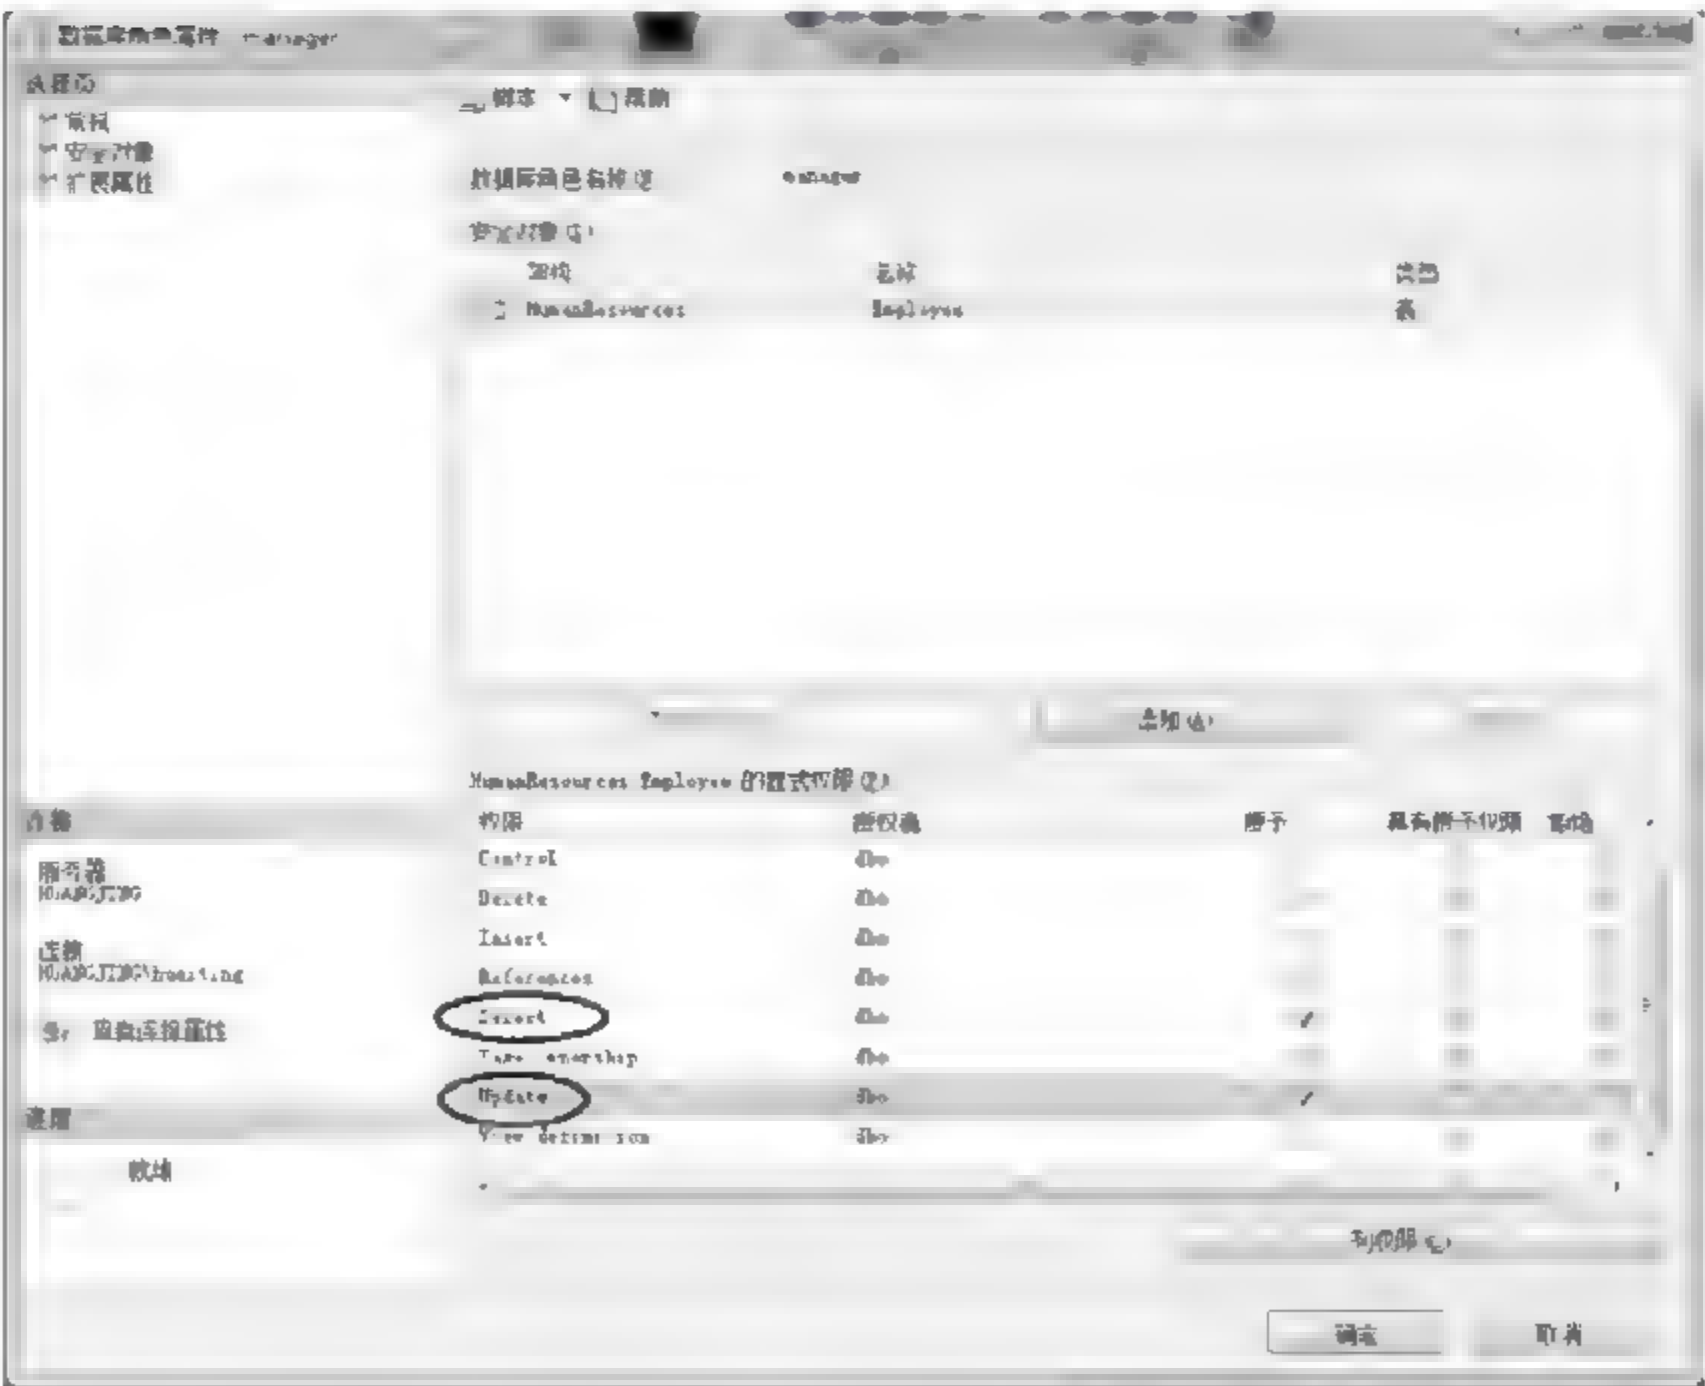 数据库角色属性 manager
选择页
常规
安全对象
扩展属性
脚本 帮助
数据库角色名称 manager
安全对象
架构 名称 类型
HumanResources Employee 表
添加(A)
HumanResources Employee 的显式权限(P)
权限 授权者 授予 具有授予权限 拒绝
Control dbo
Delete dbo
Insert dbo
References dbo
dbo
Take ownership dbo
Update dbo
View definition dbo
连接
服务器
HUANGJING
连接
查看连接属性
进度
就绪
列权限
确定 取消